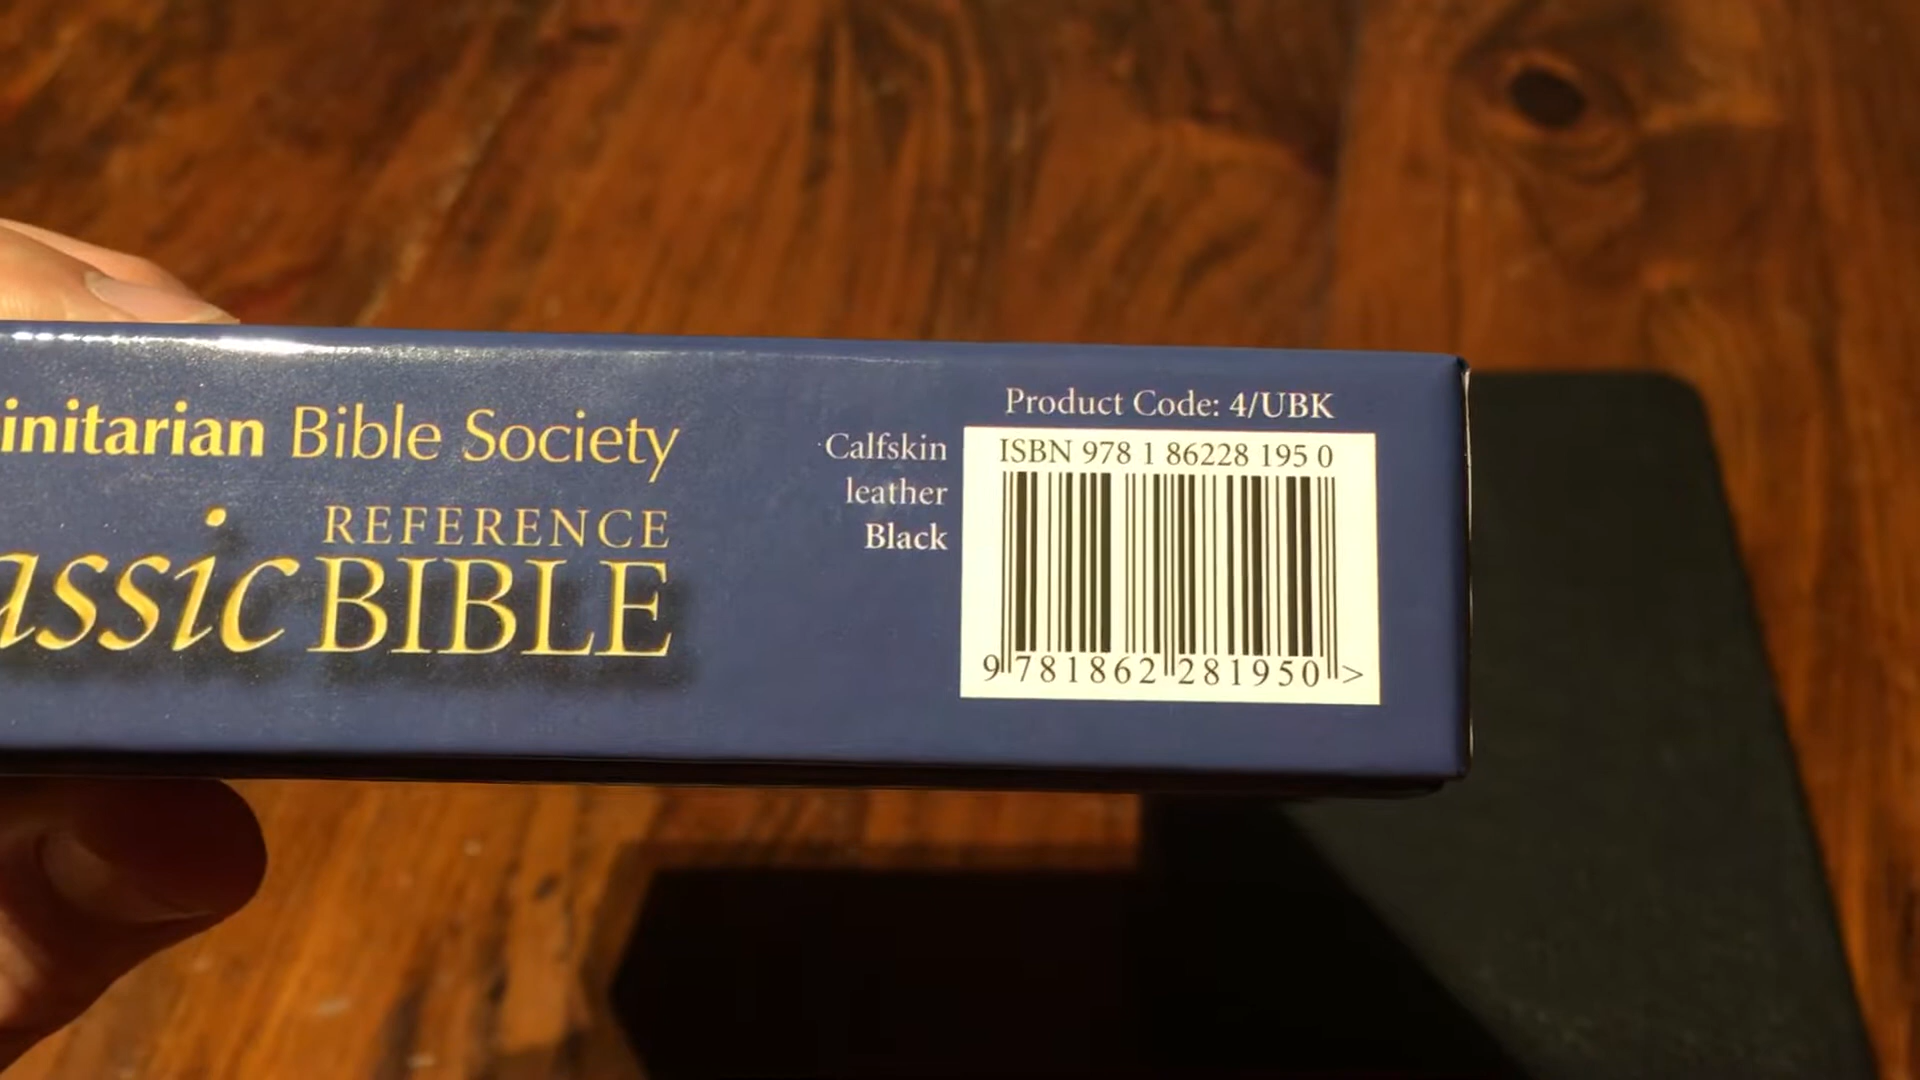 initarian Bible Society
REFERENCE
assic BIBLE
Calfskin
leather
Black
Product Code: 4/UBK
ISBN 978 1 86228 195 0
9 781862 281950 >